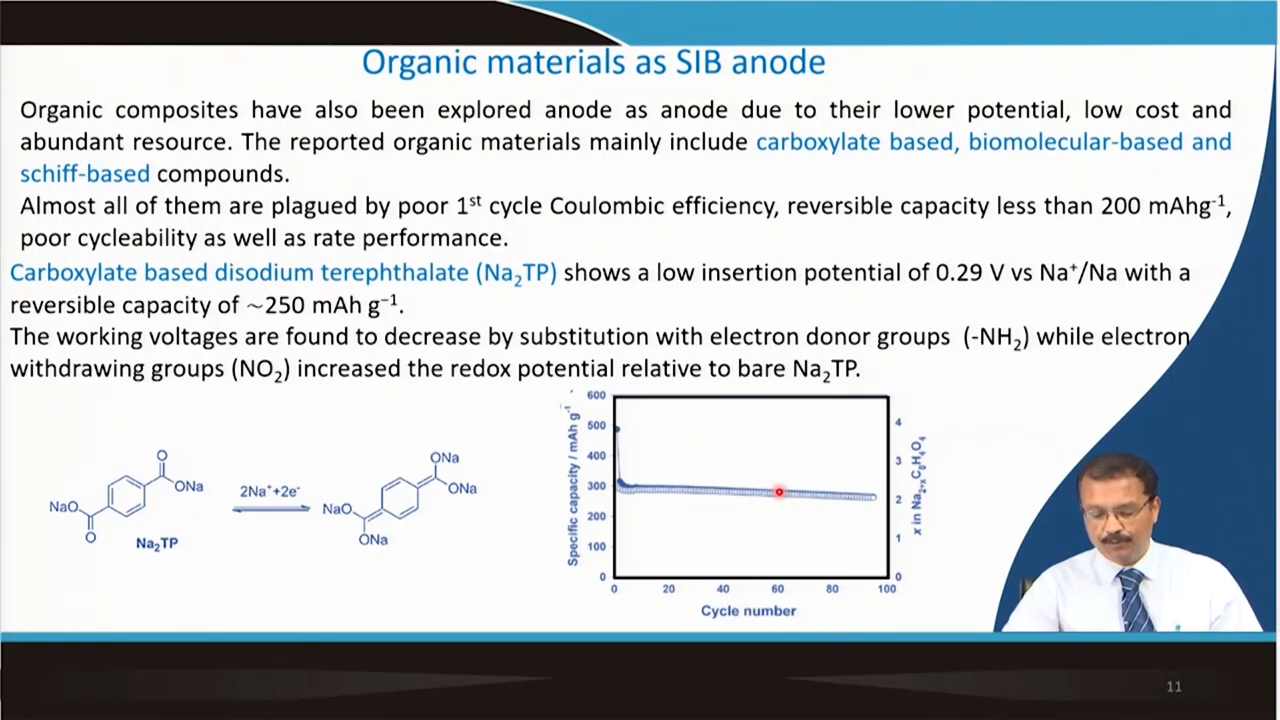 Organic materials as SIB anode
Organic composites have also been explored anode as anode due to their lower potential, low cost and
abundant resource. The reported organic materials mainly include carboxylate based, biomolecular-based and
schiff-based compounds.
Almost all of them are plagued by poor 1st cycle Coulombic efficiency, reversible capacity less than 200 mAhg-1,
poor cycleability as well as rate performance.
Carboxylate based disodium terephthalate (Na2TP) shows a low insertion potential of 0.29 V vs Na+/Na with a
reversible capacity of ~250 mAh g−1.
The working voltages are found to decrease by substitution with electron donor groups (-NH2) while electron
withdrawing groups (NO2) increased the redox potential relative to bare Na2TP.
O
ONa
NaO
O
Na2TP
2Na++2e-
ONa
ONa
NaO
ONa
Specific capacity / mAh g-1
600
500
400
300
200
100
0
0 20 40 60 80 100
Cycle number
4
3
2
1
0
x in Na2+xC8H4O4
11